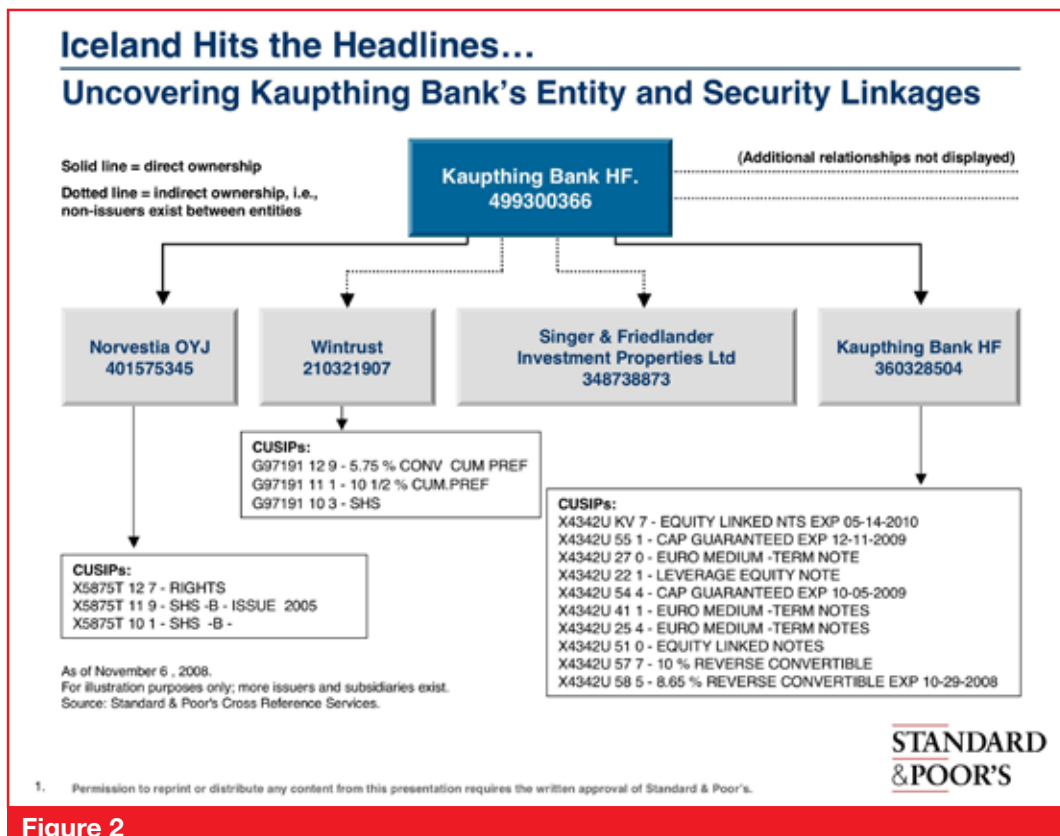 Iceland Hits the Headlines…
Uncovering Kaupthing Bank's Entity and Security Linkages
Solid line = direct ownership
Dotted line = indirect ownership, i.e.,
non-issuers exist between entities
Kaupthing Bank HF.
499300366
(Additional relationships not displayed)
Norvestia OYJ
401575345
Wintrust
210321907
Singer & Friedlander
Investment Properties Ltd
348738873
Kaupthing Bank HF
360328504
CUSIPs:
G97191 12 9 - 5.75 % CONV CUM PREF
G97191 11 1 - 10 1/2 % CUM.PREF
G97191 10 3 - SHS
CUSIPs:
X5875T 12 7 - RIGHTS
X5875T 11 9 - SHS -B - ISSUE 2005
X5875T 10 1 - SHS -B -
CUSIPs:
X4342U KV 7 - EQUITY LINKED NTS EXP 05-14-2010
X4342U 55 1 - CAP GUARANTEED EXP 12-11-2009
X4342U 27 0 - EURO MEDIUM -TERM NOTE
X4342U 22 1 - LEVERAGE EQUITY NOTE
X4342U 54 4 - CAP GUARANTEED EXP 10-05-2009
X4342U 41 1 - EURO MEDIUM -TERM NOTES
X4342U 25 4 - EURO MEDIUM -TERM NOTES
X4342U 51 0 - EQUITY LINKED NOTES
X4342U 57 7 - 10 % REVERSE CONVERTIBLE
X4342U 58 5 - 8.65 % REVERSE CONVERTIBLE EXP 10-29-2008
As of November 6 , 2008.
For illustration purposes only; more issuers and subsidiaries exist.
Source: Standard & Poor's Cross Reference Services.
STANDARD
&POOR'S
1. Permission to reprint or distribute any content from this presentation requires the written approval of Standard & Poor's.
Figure 2